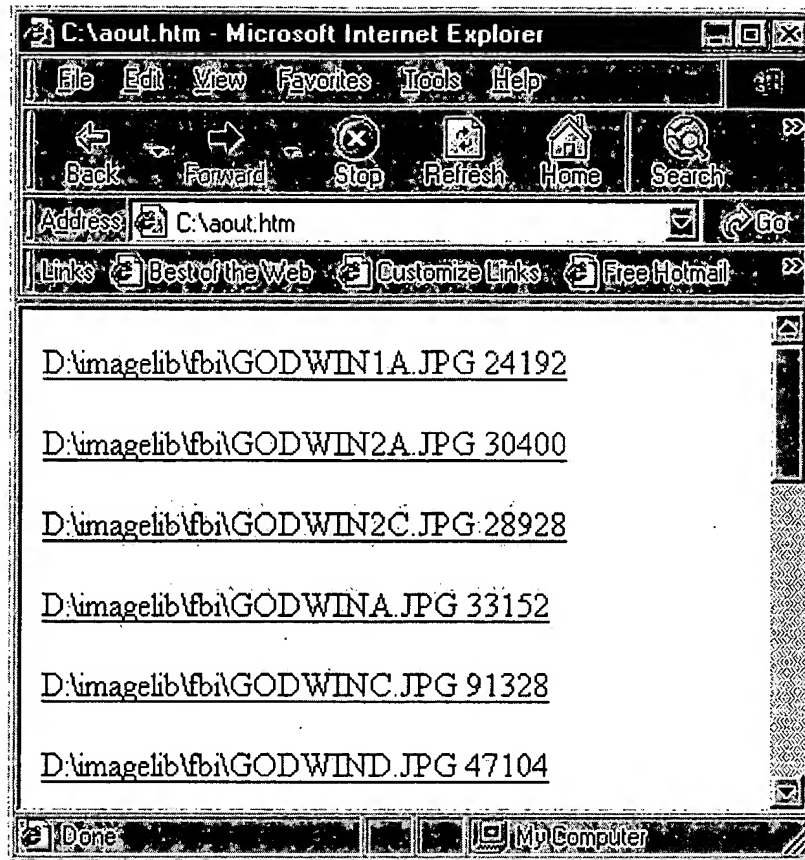 C:\aout.htm - Microsoft Internet Explorer
File Edit View Favorites Tools Help
Back Forward Stop Refresh Home Search »
Address C:\aout.htm Go
Links Best of the Web Customize Links Free Hotmail »
D:\imagelib\fbi\GODWIN1A.JPG 24192
D:\imagelib\fbi\GODWIN2A.JPG 30400
D:\imagelib\fbi\GODWIN2C.JPG 28928
D:\imagelib\fbi\GODWINA.JPG 33152
D:\imagelib\fbi\GODWINC.JPG 91328
D:\imagelib\fbi\GODWIND.JPG 47104
Done My Computer